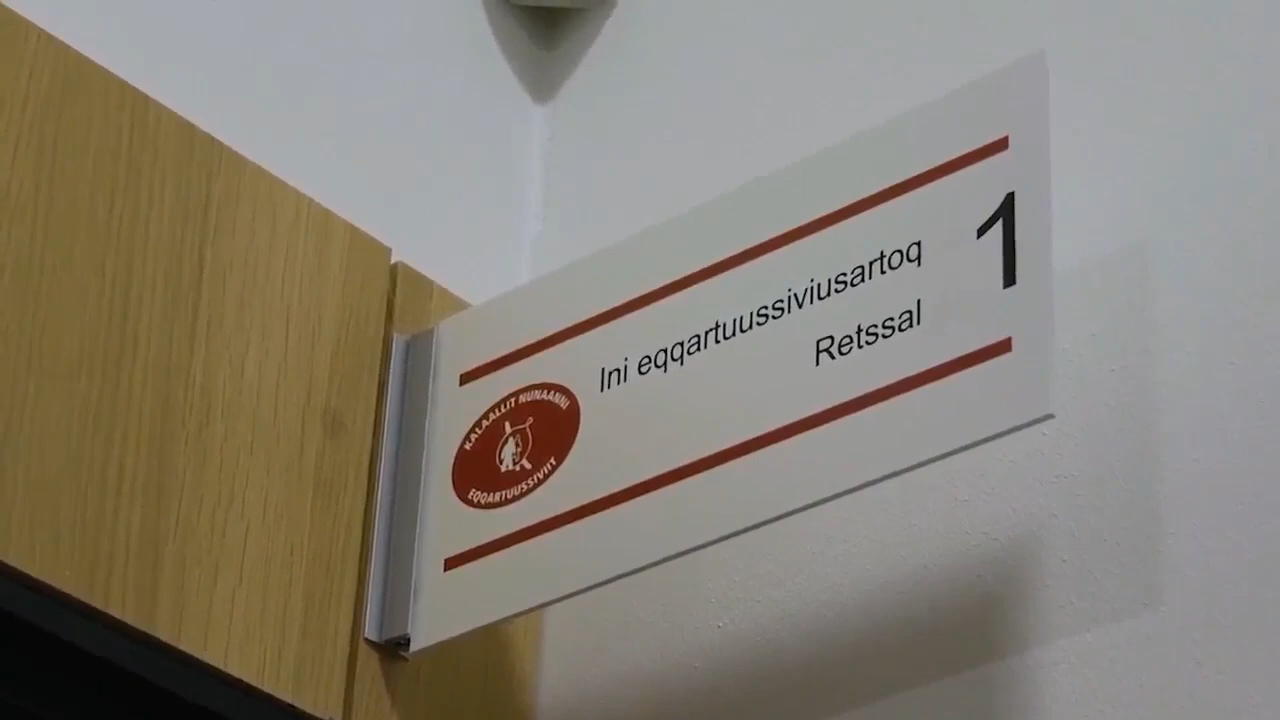 Ini eqqartuussiviusartoq
Retssal
1
KALAALLIT NUNAANNI
EQQARTUUSSIVIIT